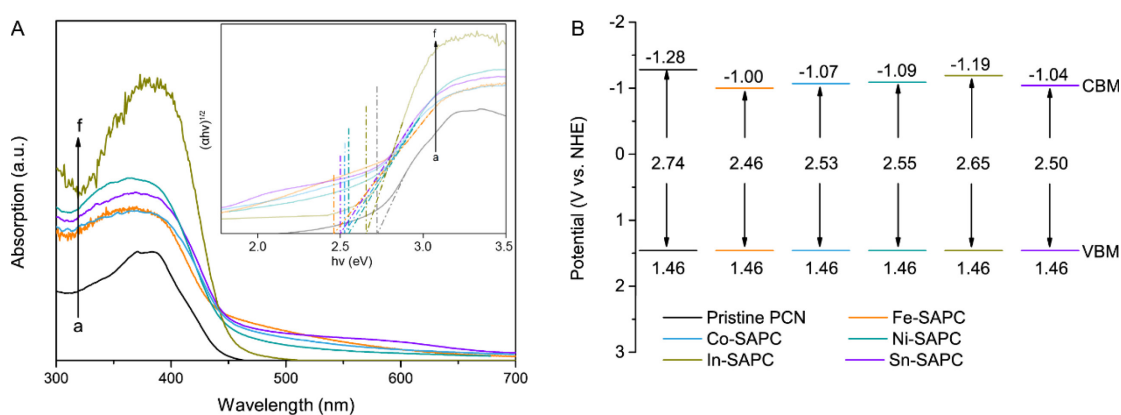 A
Absorption (a.u.)
f
a
300
400
500
600
700
Wavelength (nm)
(αhν)1/2
f
a
2.0
2.5
3.0
3.5
hν (eV)
B
Potential (V vs. NHE)
-2
-1
0
1
2
3
-1.28 -1.00 -1.07 -1.09 -1.19 -1.04 CBM
2.74 2.46 2.53 2.55 2.65 2.50
1.46 1.46 1.46 1.46 1.46 1.46 VBM
Pristine PCN Fe-SAPC
Co-SAPC Ni-SAPC
In-SAPC Sn-SAPC